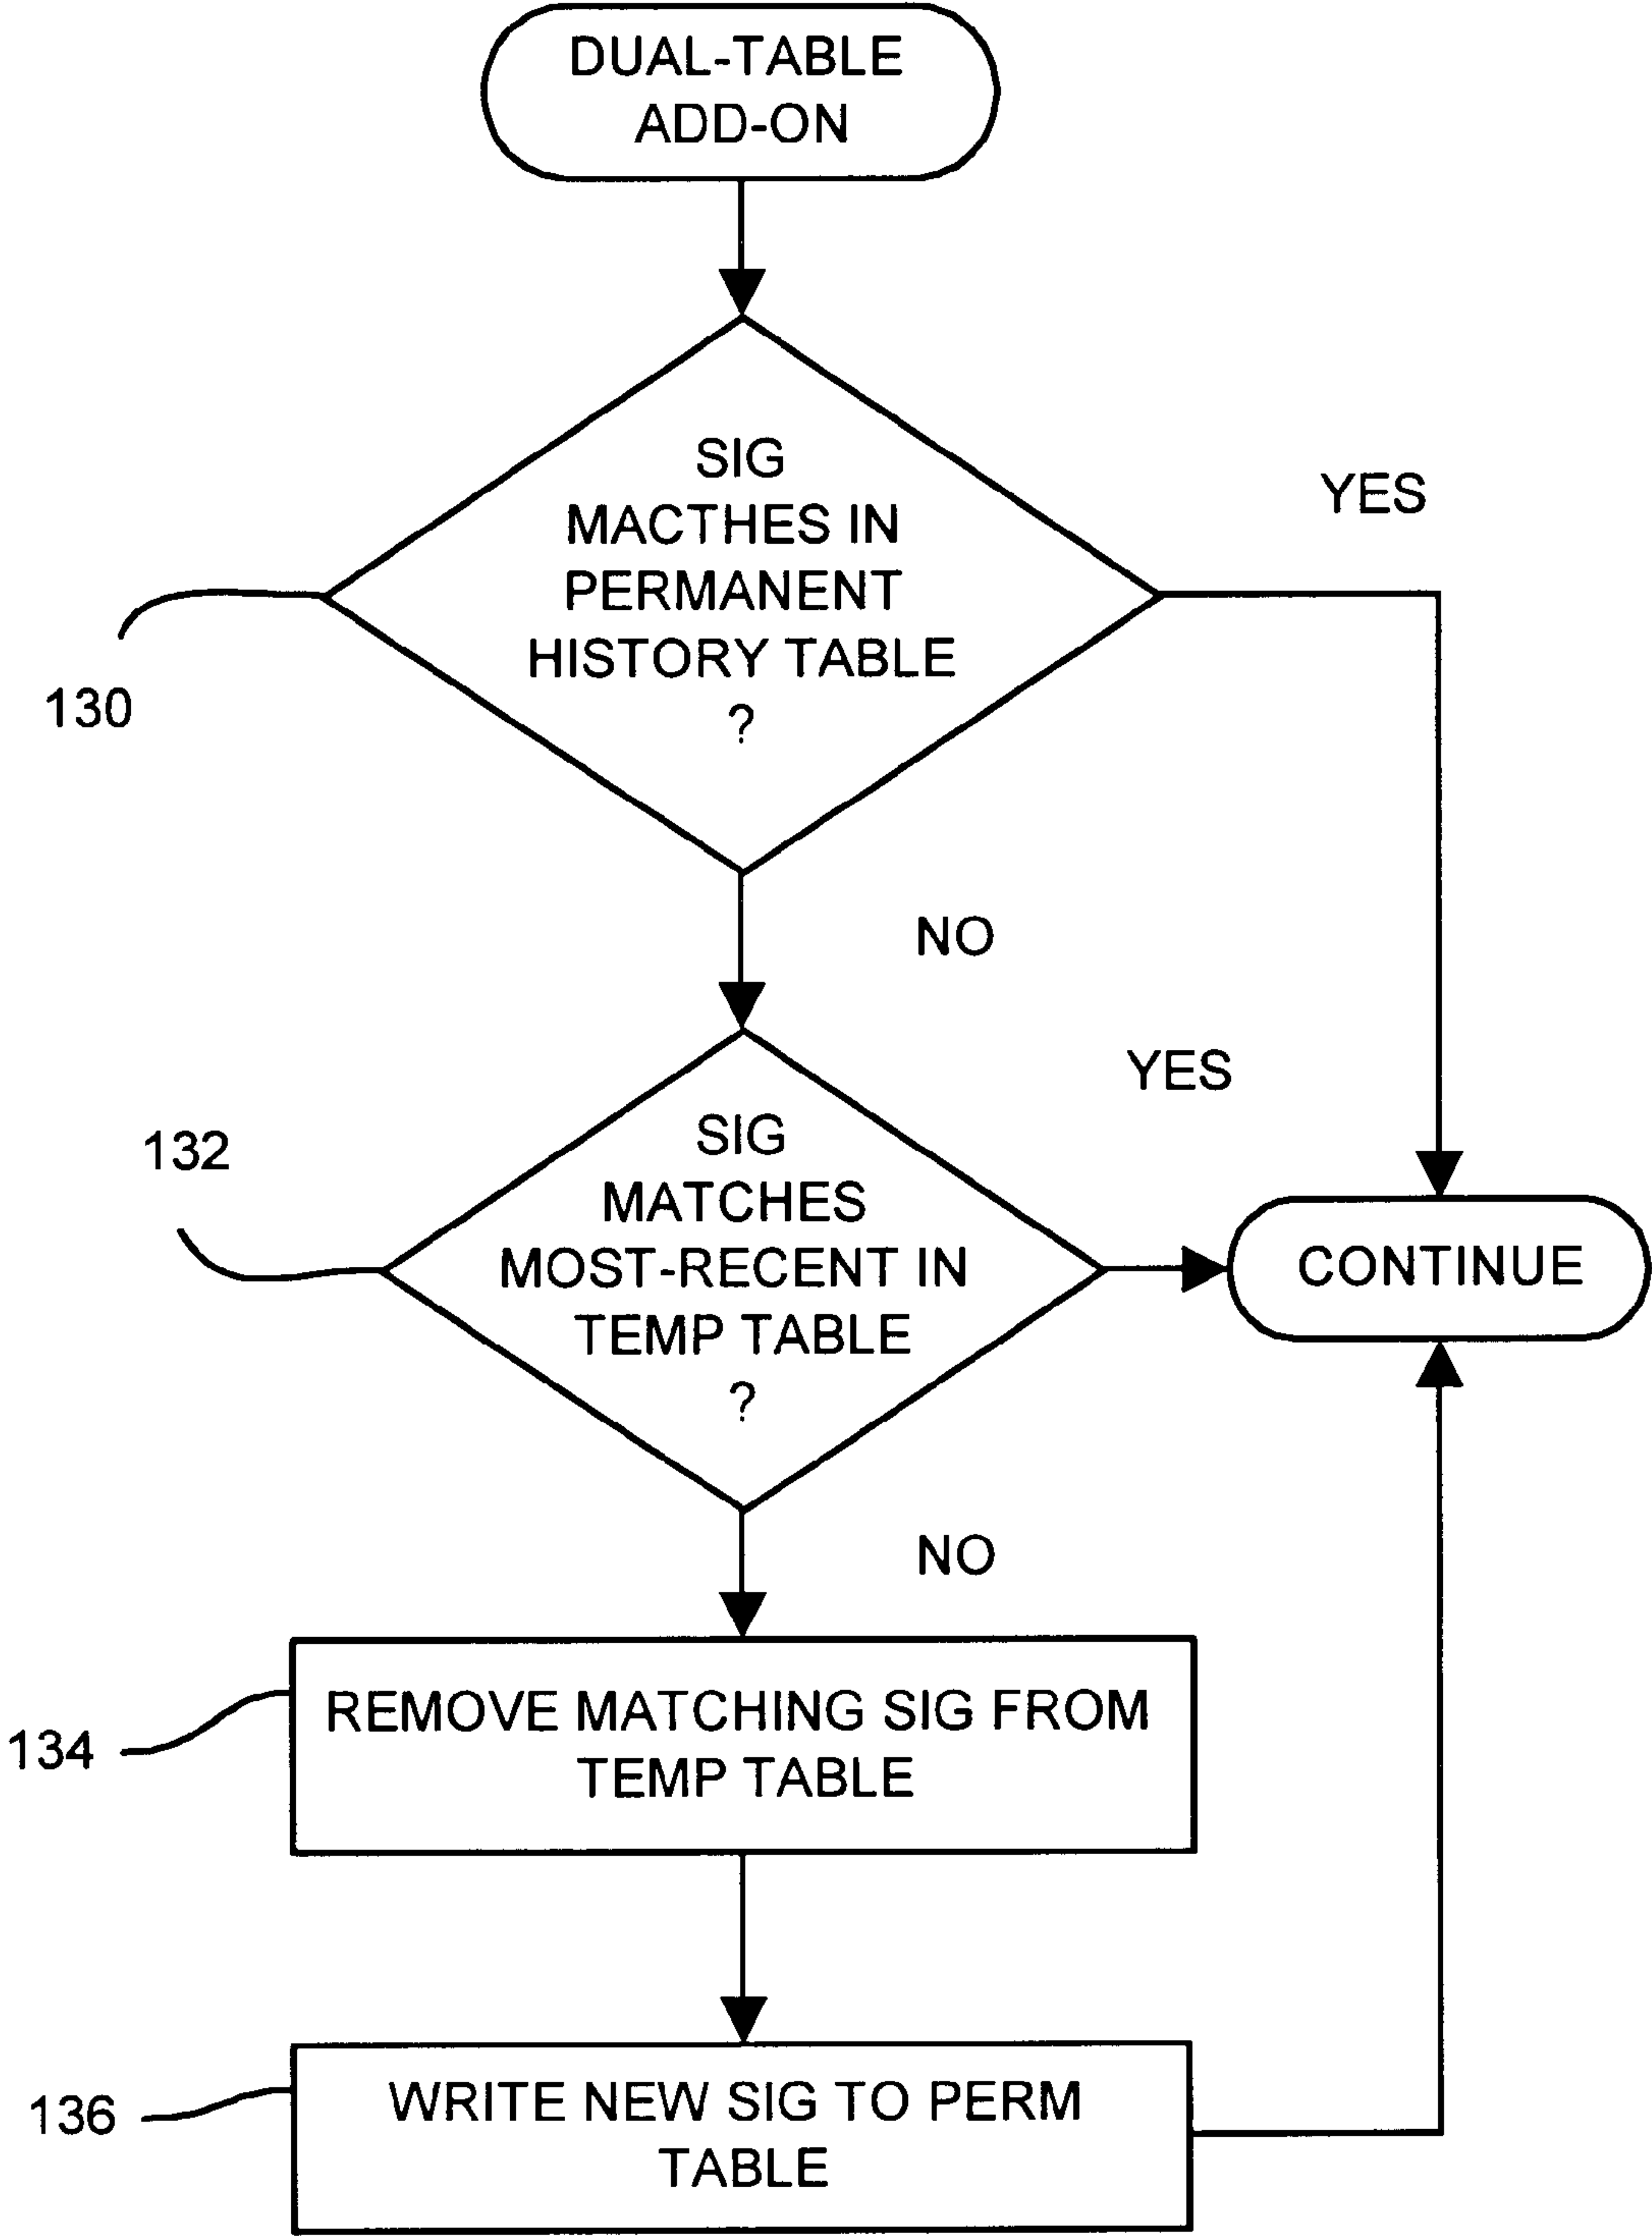 DUAL-TABLE
ADD-ON
SIG
MACTHES IN
PERMANENT
HISTORY TABLE
?
YES
130
NO
YES
132
SIG
MATCHES
MOST-RECENT IN
TEMP TABLE
?
CONTINUE
NO
REMOVE MATCHING SIG FROM
TEMP TABLE
134
WRITE NEW SIG TO PERM
TABLE
136